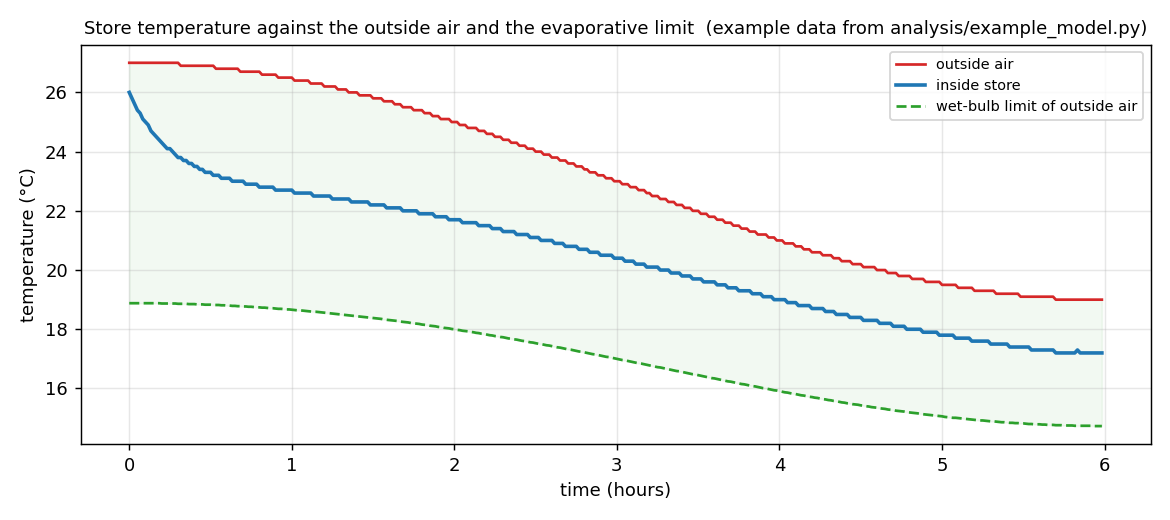 Store temperature against the outside air and the evaporative limit (example data from analysis/example_model.py)
outside air
inside store
wet-bulb limit of outside air
temperature (°C)
26
24
22
20
18
16
0 1 2 3 4 5 6
time (hours)